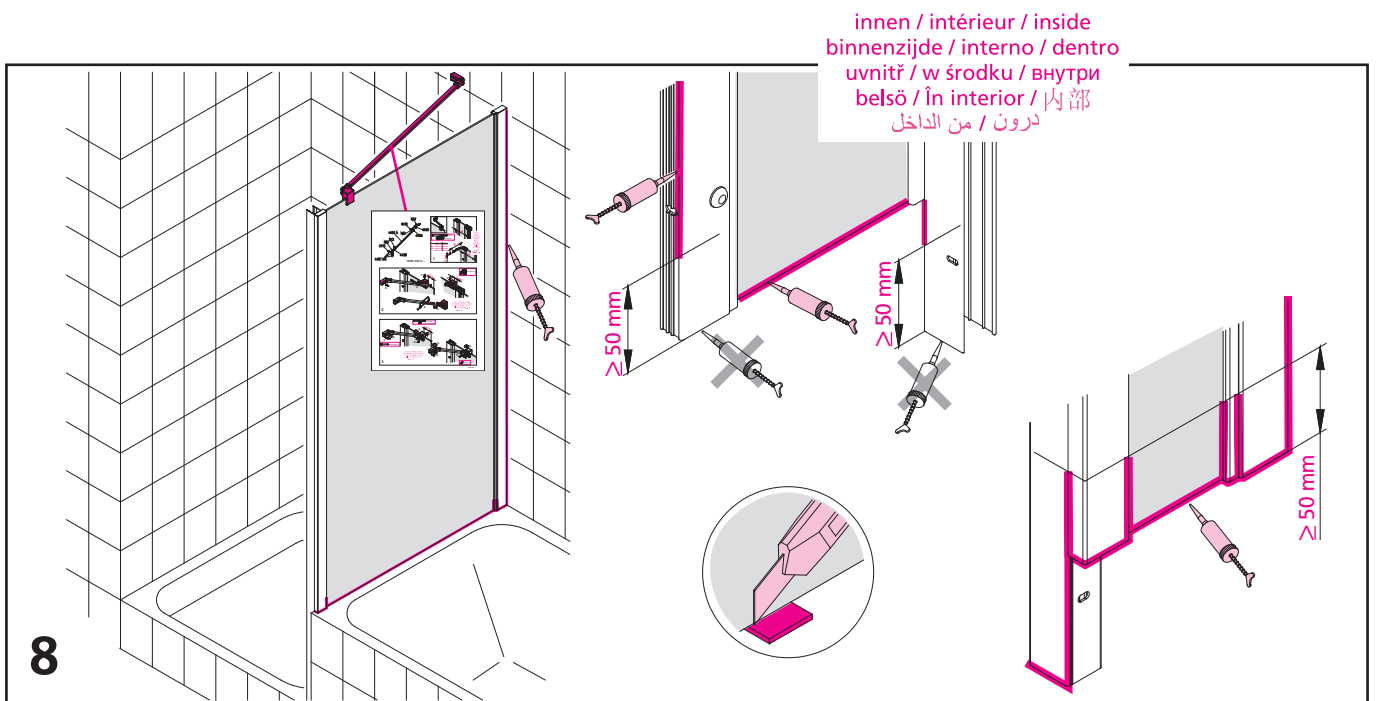 innen / intérieur / inside
binnenzijde / interno / dentro
uvnitř / w środku / внутри
belsö / În interior / 内部
درون / من الداخل
≥ 50 mm
≥ 50 mm
≥ 50 mm
8